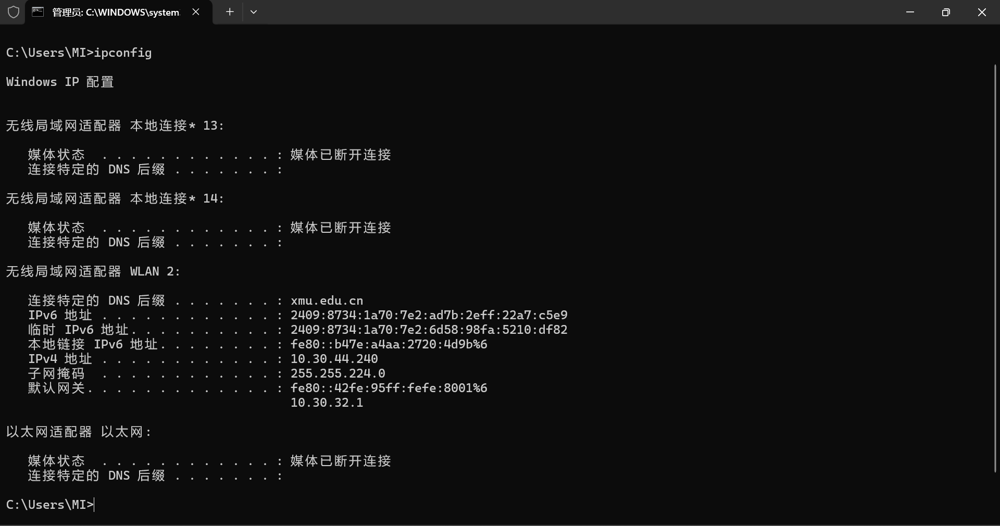 管理员: C:\WINDOWS\system
C:\Users\MI>ipconfig
Windows IP 配置
无线局域网适配器 本地连接* 13:
媒体状态  . . . . . . . . . . . . : 媒体已断开连接
连接特定的 DNS 后缀 . . . . . . . :
无线局域网适配器 本地连接* 14:
媒体状态  . . . . . . . . . . . . : 媒体已断开连接
连接特定的 DNS 后缀 . . . . . . . :
无线局域网适配器 WLAN 2:
连接特定的 DNS 后缀 . . . . . . . : xmu.edu.cn
IPv6 地址 . . . . . . . . . . . . : 2409:8734:1a70:7e2:ad7b:2eff:22a7:c5e9
临时 IPv6 地址. . . . . . . . . . : 2409:8734:1a70:7e2:6d58:98fa:5210:df82
本地链接 IPv6 地址. . . . . . . . : fe80::b47e:a4aa:2720:4d9b%6
IPv4 地址 . . . . . . . . . . . . : 10.30.44.240
子网掩码  . . . . . . . . . . . . : 255.255.224.0
默认网关. . . . . . . . . . . . . : fe80::42fe:95ff:fefe:8001%6
10.30.32.1
以太网适配器 以太网:
媒体状态  . . . . . . . . . . . . : 媒体已断开连接
连接特定的 DNS 后缀 . . . . . . . :
C:\Users\MI>